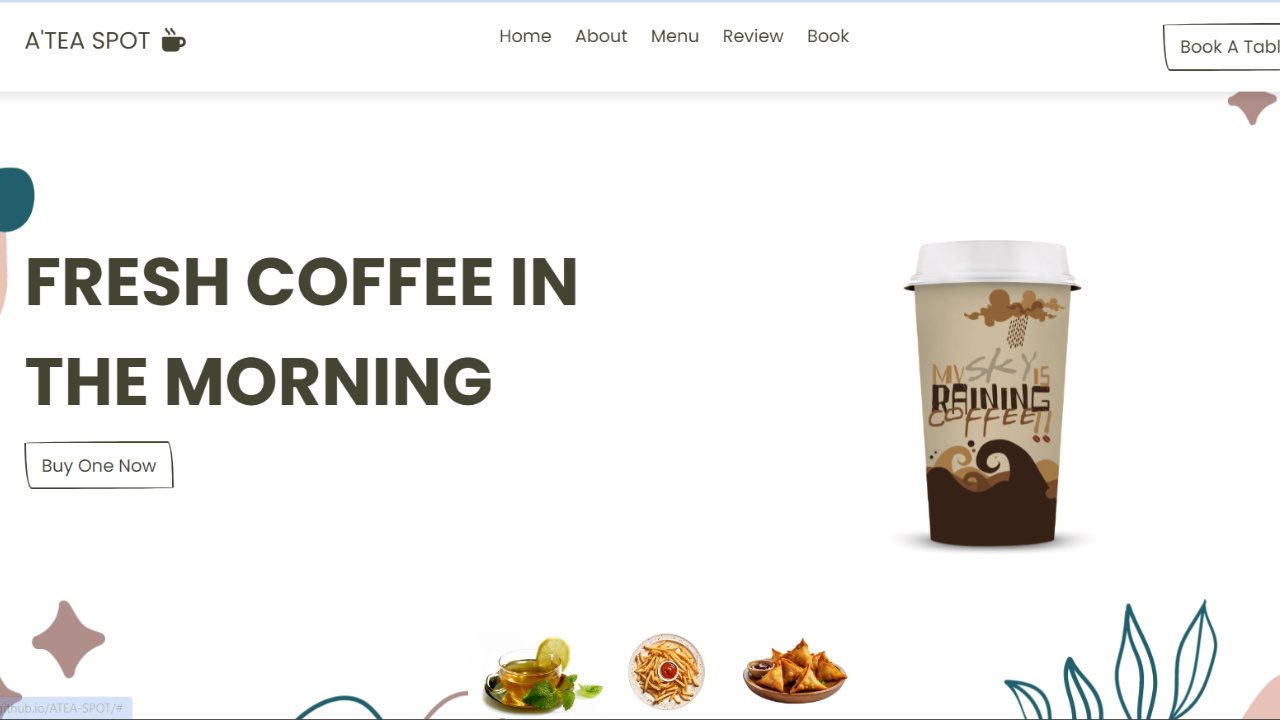 A'TEA SPOT
Home About Menu Review Book
Book A Tabl
FRESH COFFEE IN
THE MORNING
Buy One Now
MY SKY IS
RAINING
COFFEE!!
github.io/ATEA-SPOT/#